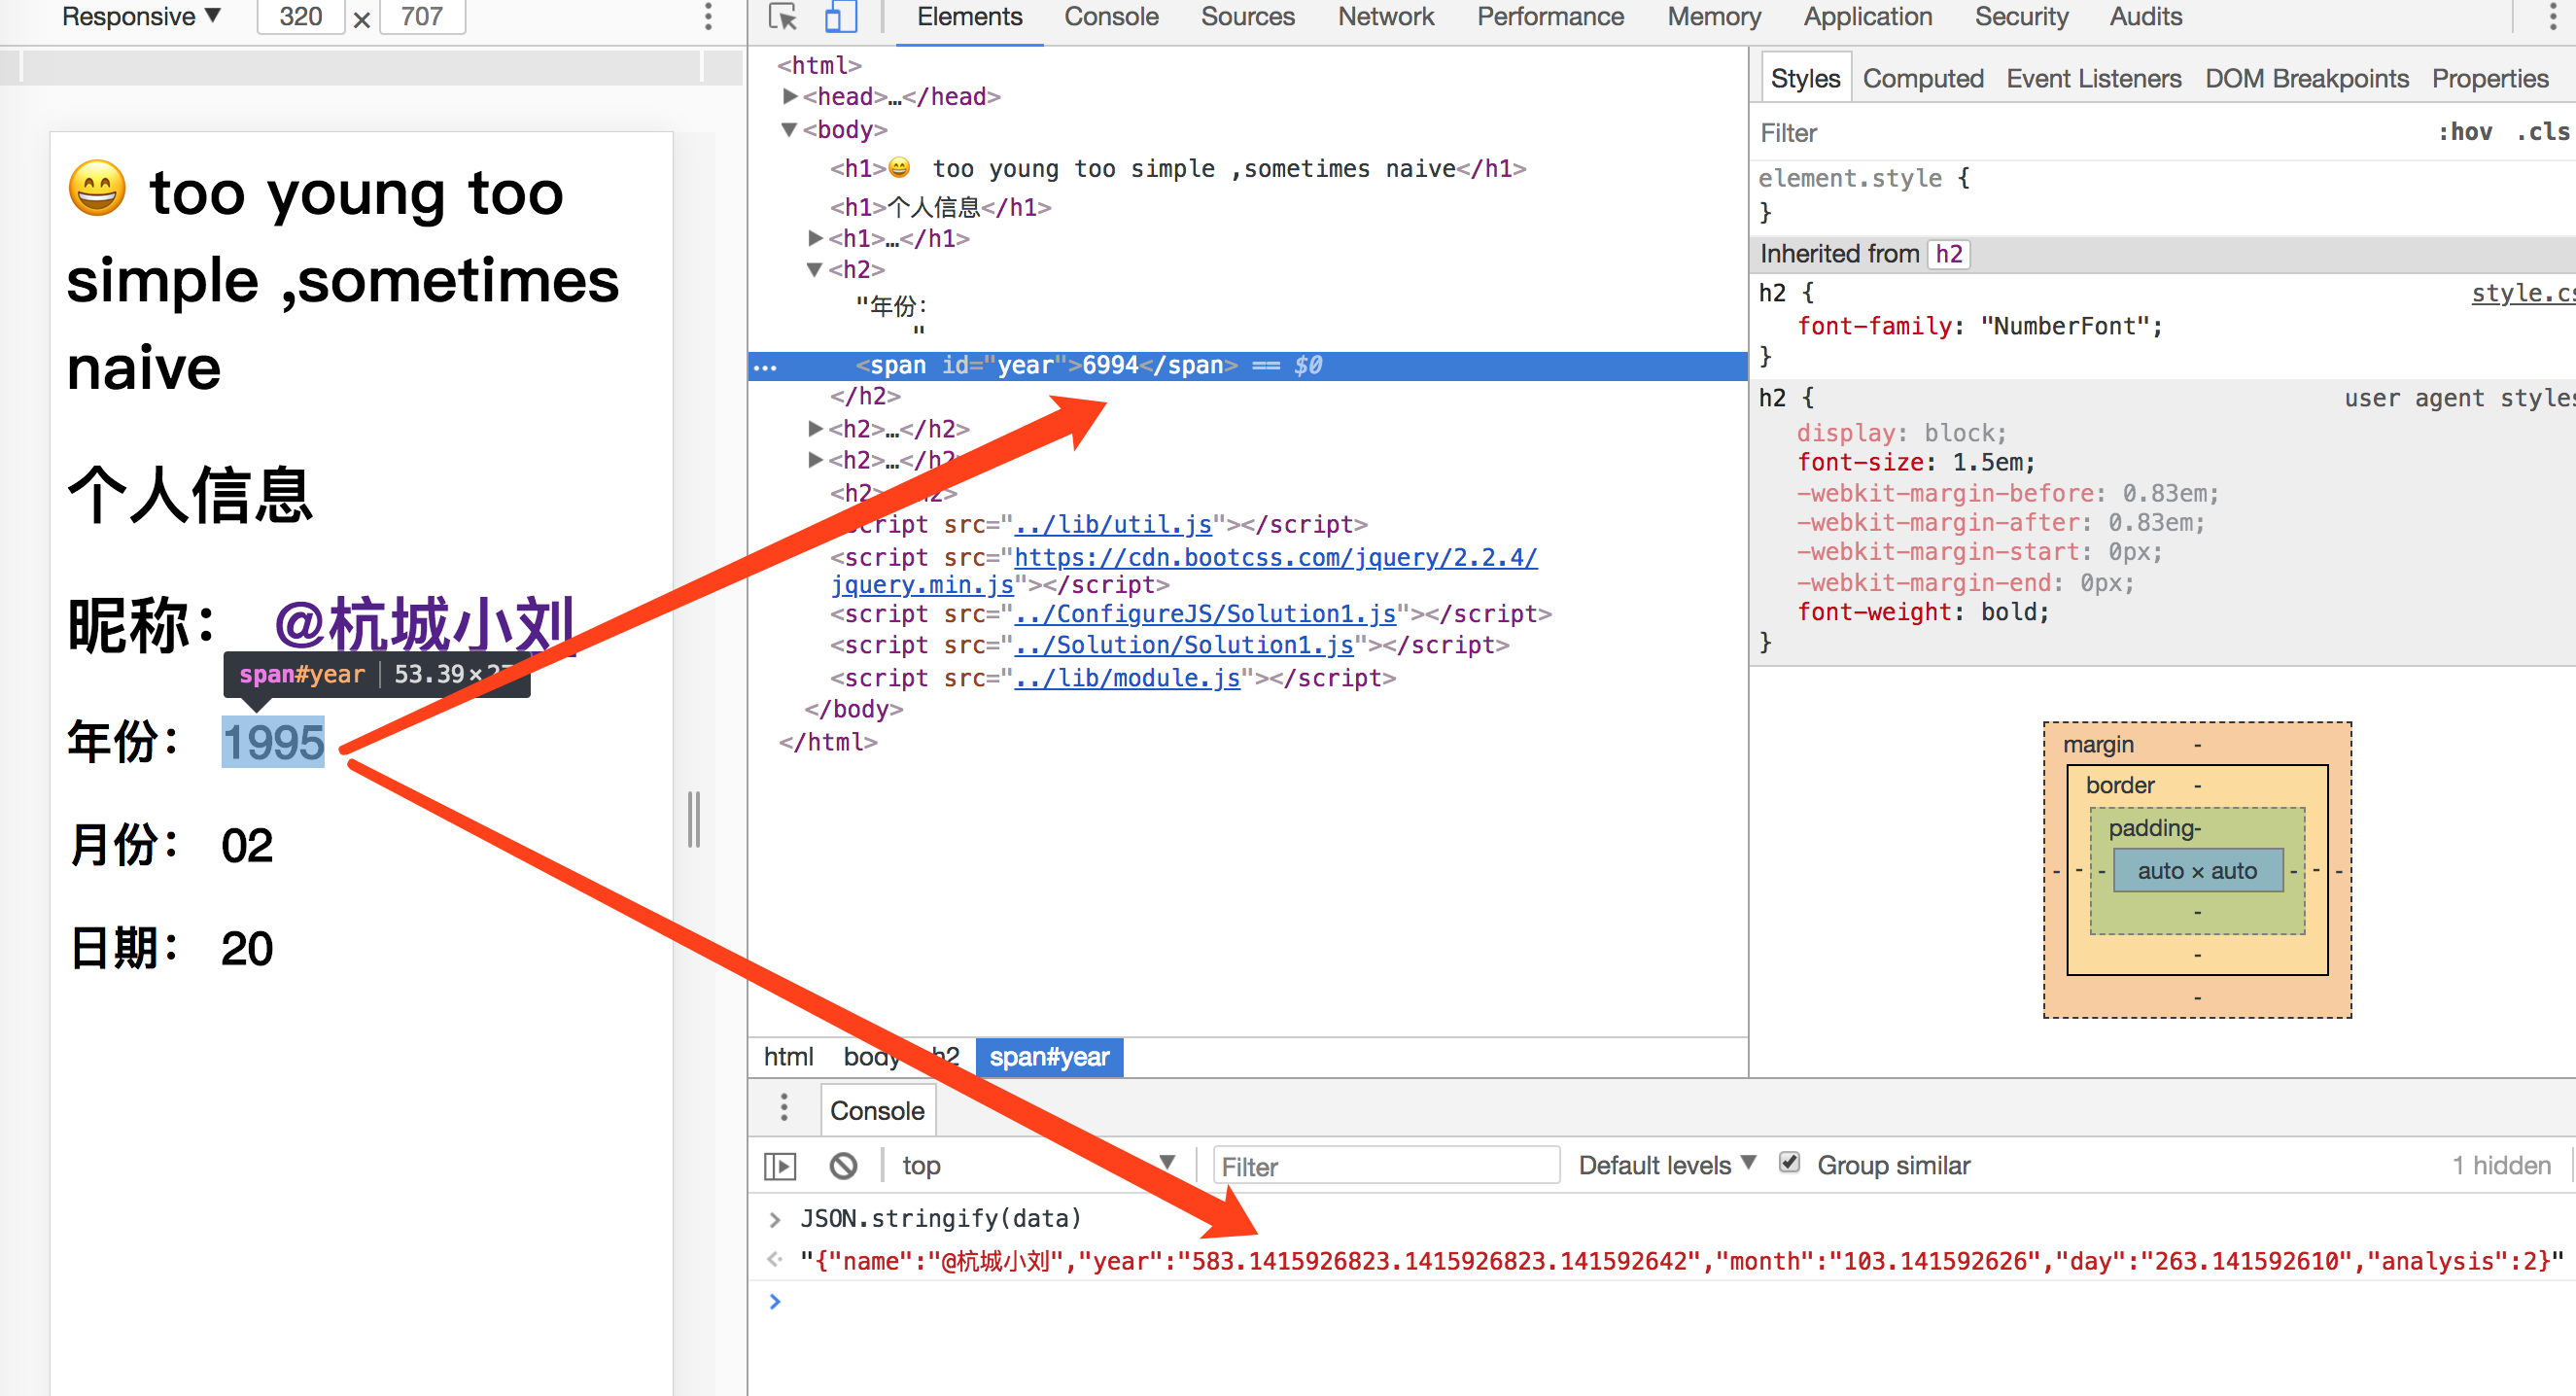 Responsive ▼ 320 × 707
😄 too young too
simple ,sometimes
naive
个人信息
昵称： @杭城小刘
span#year | 53.39×
年份： 1995
月份： 02
日期： 20
Elements Console Sources Network Performance Memory Application Security Audits
<html>
▶<head>…</head>
▼<body>
<h1>😄 too young too simple ,sometimes naive</h1>
<h1>个人信息</h1>
▶<h1>…</h1>
▼<h2>
"年份：
"
… <span id="year">6994</span> == $0
</h2>
▶<h2>…</h2>
▶<h2>…</h2>
<h2>
script src="../lib/util.js"></script>
<script src="https://cdn.bootcss.com/jquery/2.2.4/
jquery.min.js"></script>
<script src="../ConfigureJS/Solution1.js"></script>
<script src="../Solution/Solution1.js"></script>
<script src="../lib/module.js"></script>
</body>
</html>
html body h2 span#year
Styles Computed Event Listeners DOM Breakpoints Properties
Filter :hov .cls
element.style {
}
Inherited from h2
h2 { style.cs
font-family: "NumberFont";
}
h2 { user agent styles
display: block;
font-size: 1.5em;
-webkit-margin-before: 0.83em;
-webkit-margin-after: 0.83em;
-webkit-margin-start: 0px;
-webkit-margin-end: 0px;
font-weight: bold;
}
margin -
border -
padding-
- - - auto × auto - - -
-
-
-
Console
top ▼ Filter Default levels ▼ Group similar 1 hidden
> JSON.stringify(data)
"{"name":"@杭城小刘","year":"583.1415926823.1415926823.141592642","month":"103.141592626","day":"263.141592610","analysis":2}"
>